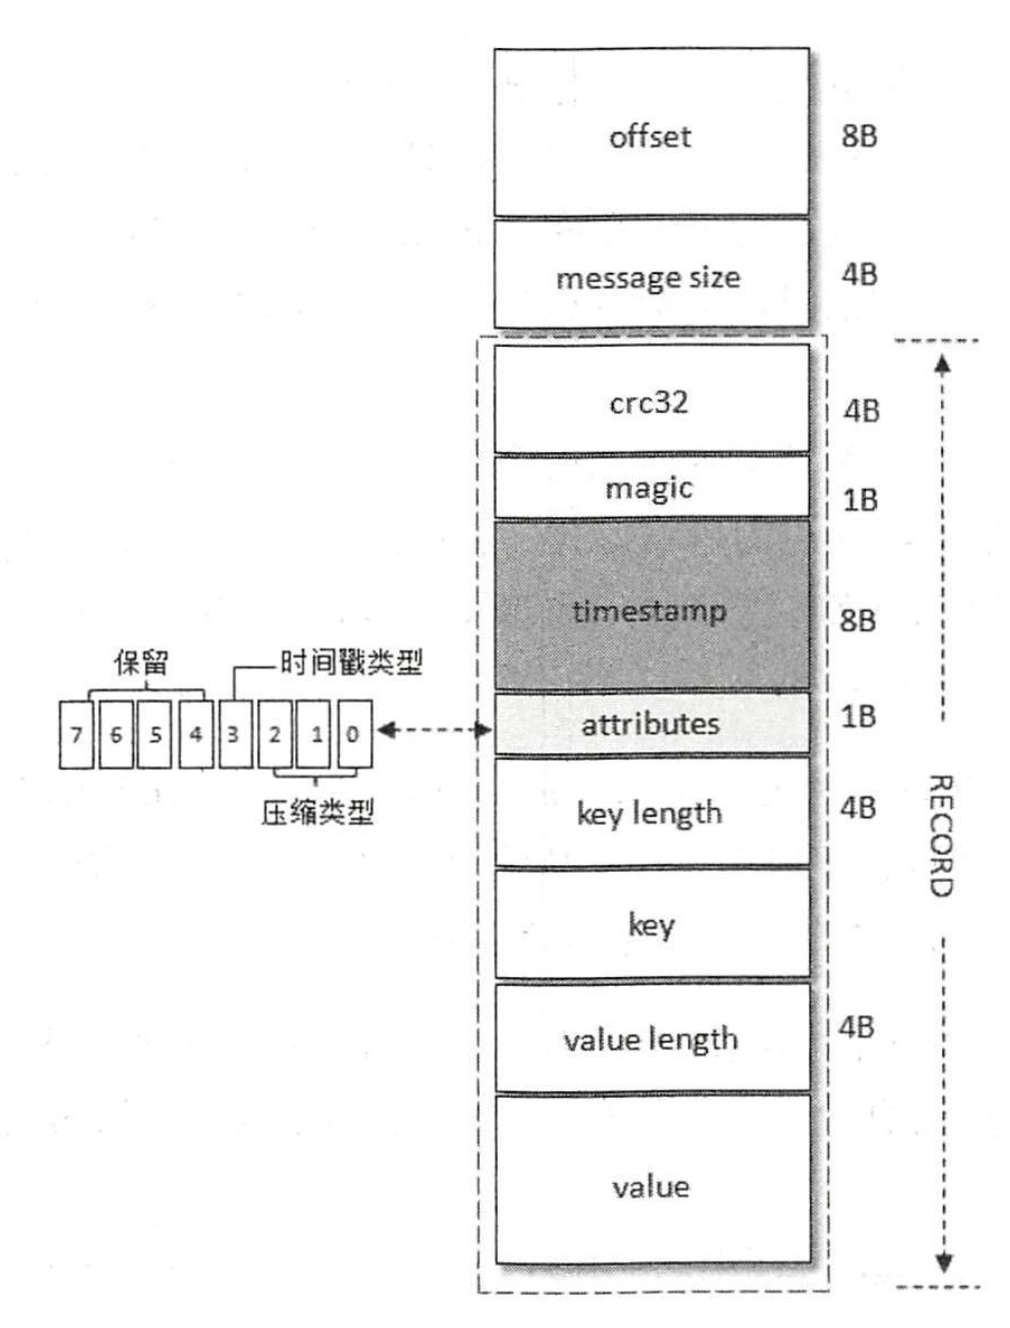 offset
8B
message size
4B
crc32
4B
magic
1B
timestamp
8B
保留
时间戳类型
7 6 5 4 3 2 1 0
压缩类型
attributes
1B
key length
4B
key
value length
4B
value
RECORD